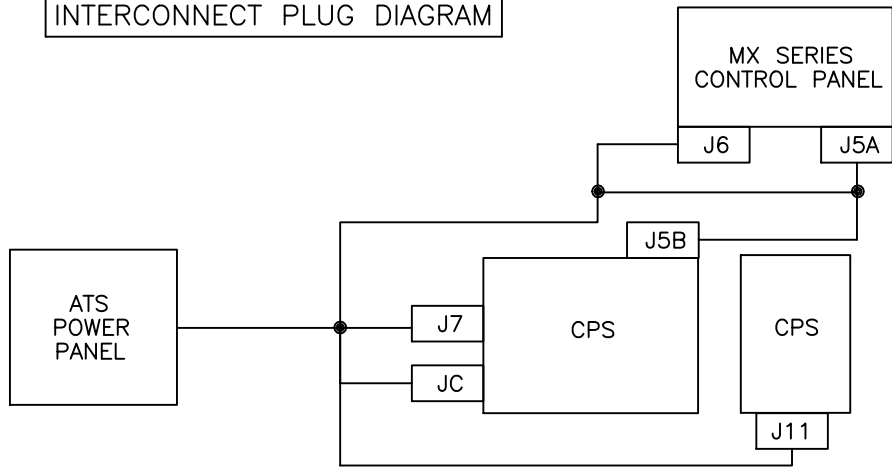 INTERCONNECT PLUG DIAGRAM
MX SERIES
CONTROL PANEL
J6
J5A
J5B
ATS
POWER
PANEL
J7
CPS
CPS
JC
J11